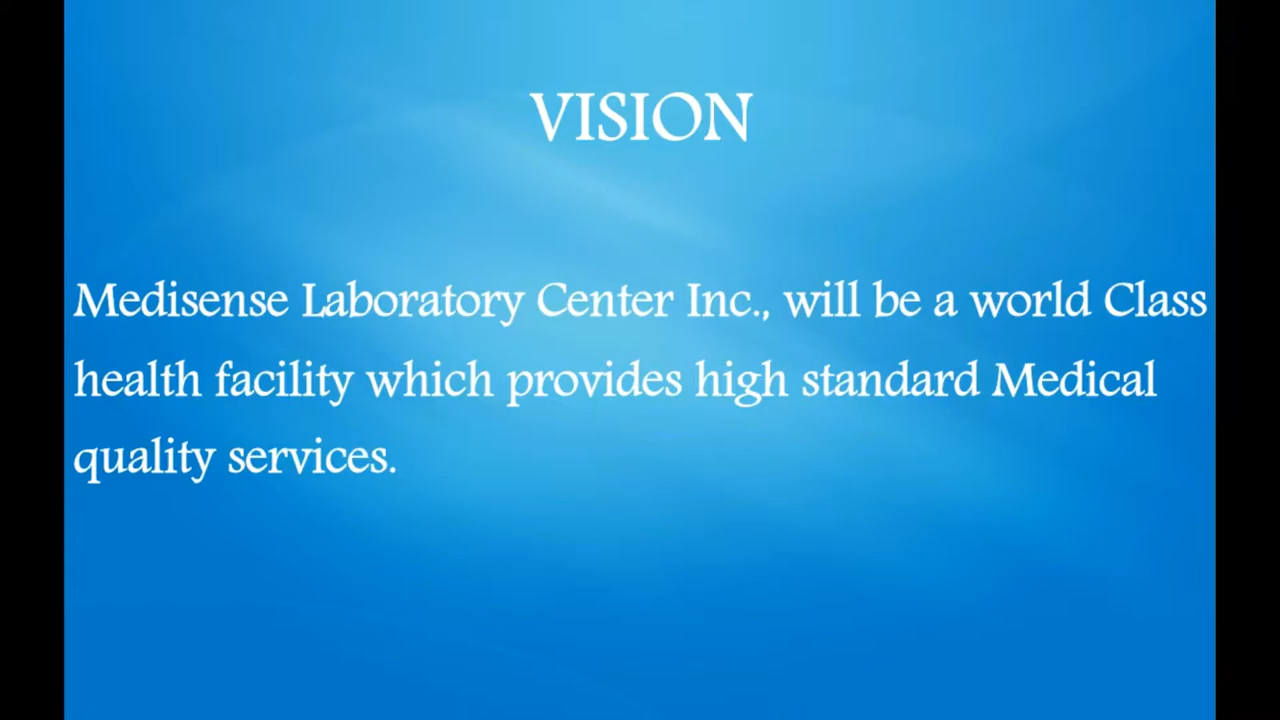 VISION
Medisense Laboratory Center Inc., will be a world Class
health facility which provides high standard Medical
quality services.